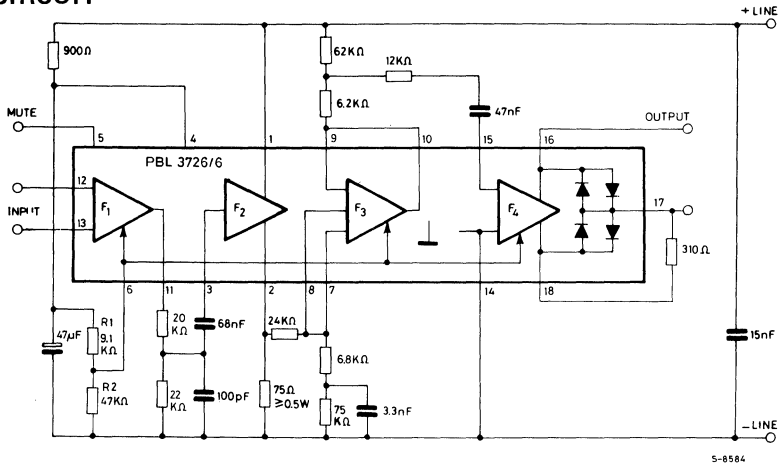 + LINE
900Ω
62KΩ
12KΩ
6.2KΩ
47nF
MUTE
OUTPUT
5
4
1
9
10
15
16
PBL 3726/6
12
F1
F2
F3
F4
17
INPUT
13
310Ω
6
11
3
2
8
7
14
18
47µF
R1
9.1
KΩ
20
KΩ
68nF
24KΩ
6.8KΩ
15nF
R2
47KΩ
22
KΩ
100pF
75Ω
≥0.5W
75
KΩ
3.3nF
– LINE
S-8584